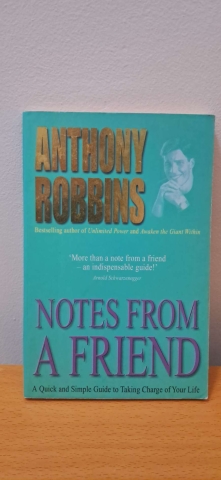 ANTHONY
ROBBINS
Bestselling author of Unlimited Power and Awaken the Giant Within
'More than a note from a friend
– an indispensable guide!'
Arnold Schwarzenegger
NOTES FROM
A FRIEND
A Quick and Simple Guide to Taking Charge of Your Life